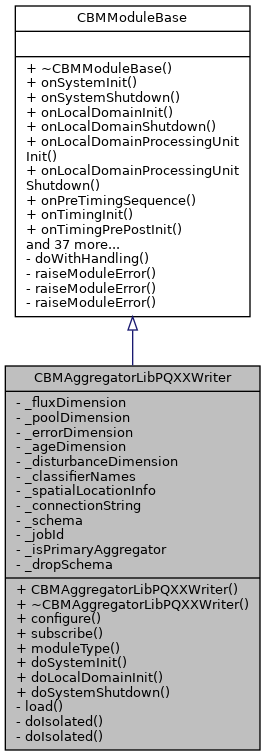 CBMModuleBase
+ ~CBMModuleBase()
+ onSystemInit()
+ onSystemShutdown()
+ onLocalDomainInit()
+ onLocalDomainShutdown()
+ onLocalDomainProcessingUnit
Init()
+ onLocalDomainProcessingUnit
Shutdown()
+ onPreTimingSequence()
+ onTimingInit()
+ onTimingPrePostInit()
and 37 more...
- doWithHandling()
- raiseModuleError()
- raiseModuleError()
- raiseModuleError()
CBMAggregatorLibPQXXWriter
- _fluxDimension
- _poolDimension
- _errorDimension
- _ageDimension
- _disturbanceDimension
- _classifierNames
- _spatialLocationInfo
- _connectionString
- _schema
- _jobId
- _isPrimaryAggregator
- _dropSchema
+ CBMAggregatorLibPQXXWriter()
+ ~CBMAggregatorLibPQXXWriter()
+ configure()
+ subscribe()
+ moduleType()
+ doSystemInit()
+ doLocalDomainInit()
+ doSystemShutdown()
- load()
- doIsolated()
- doIsolated()